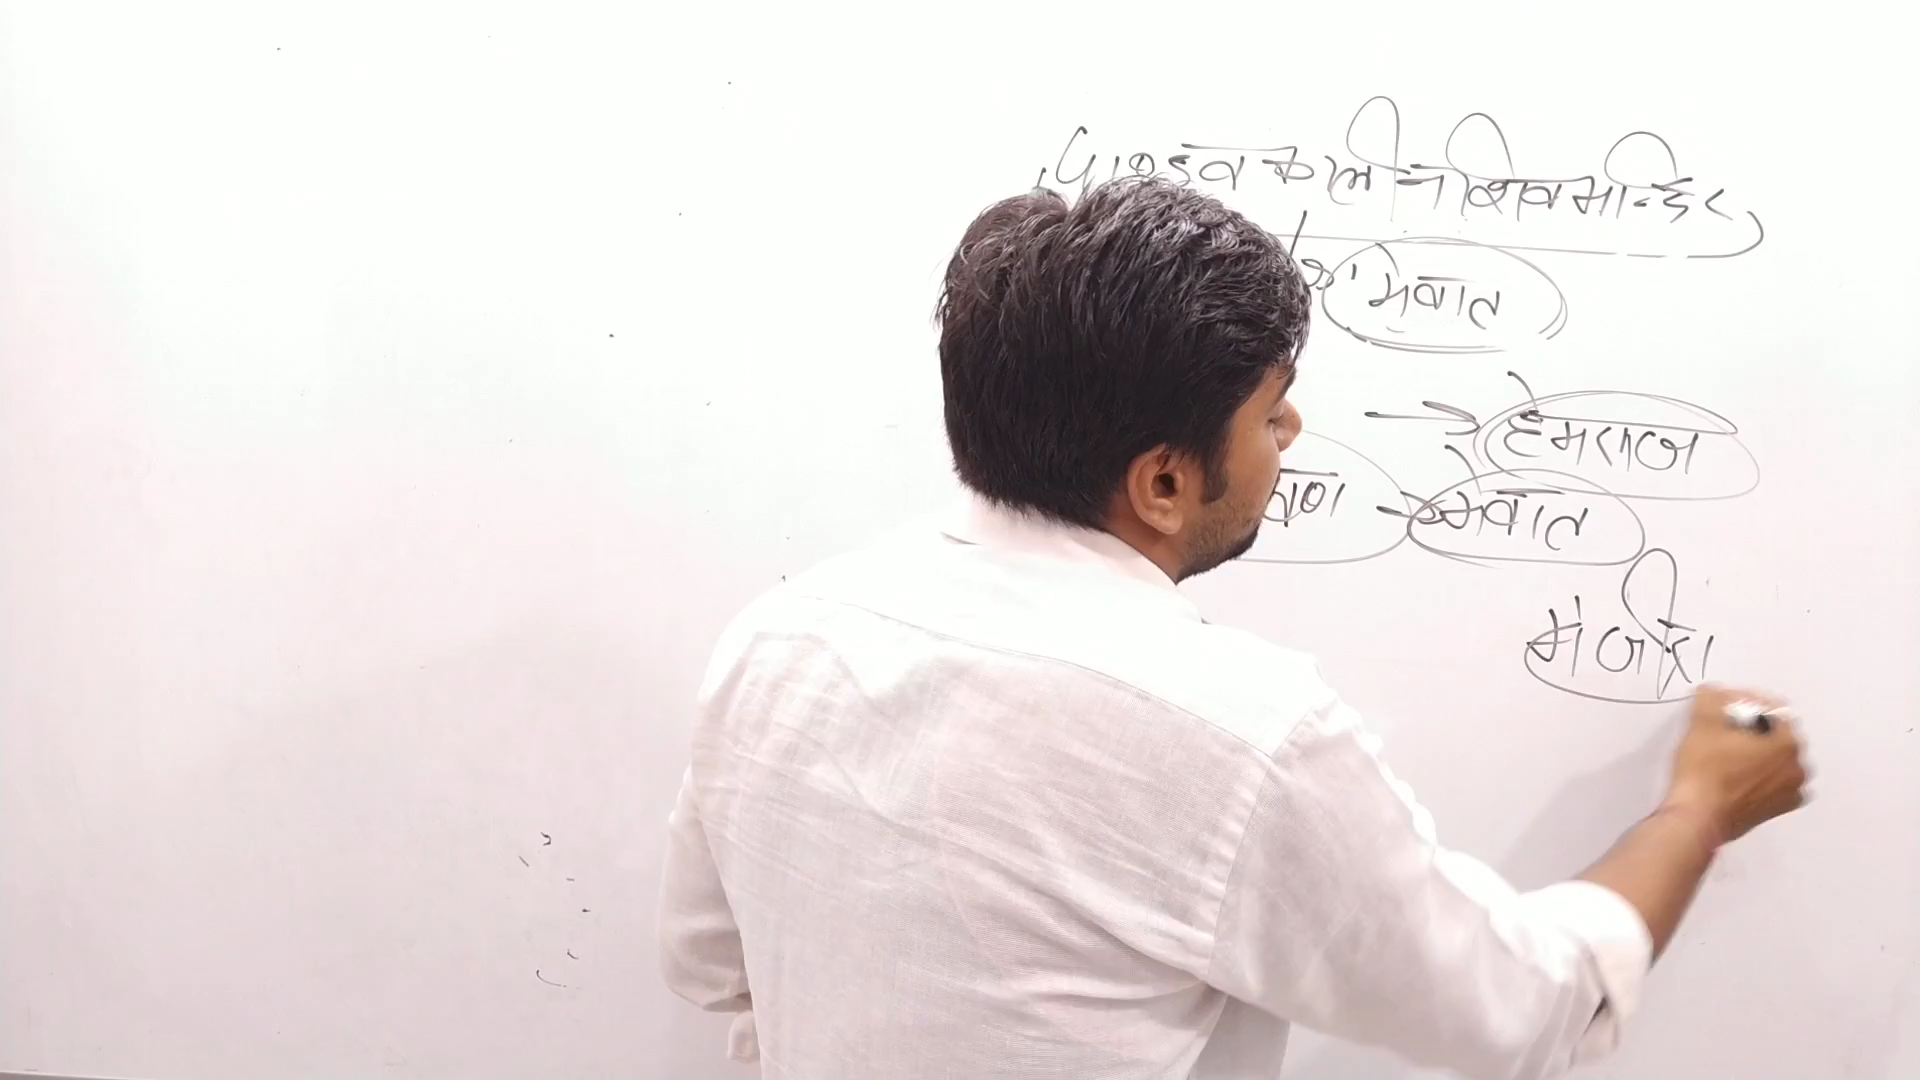 पाण्डव कालीन शिव मन्दिर
मेवात
→ हेमराज
→ मेवात
मंजीरा